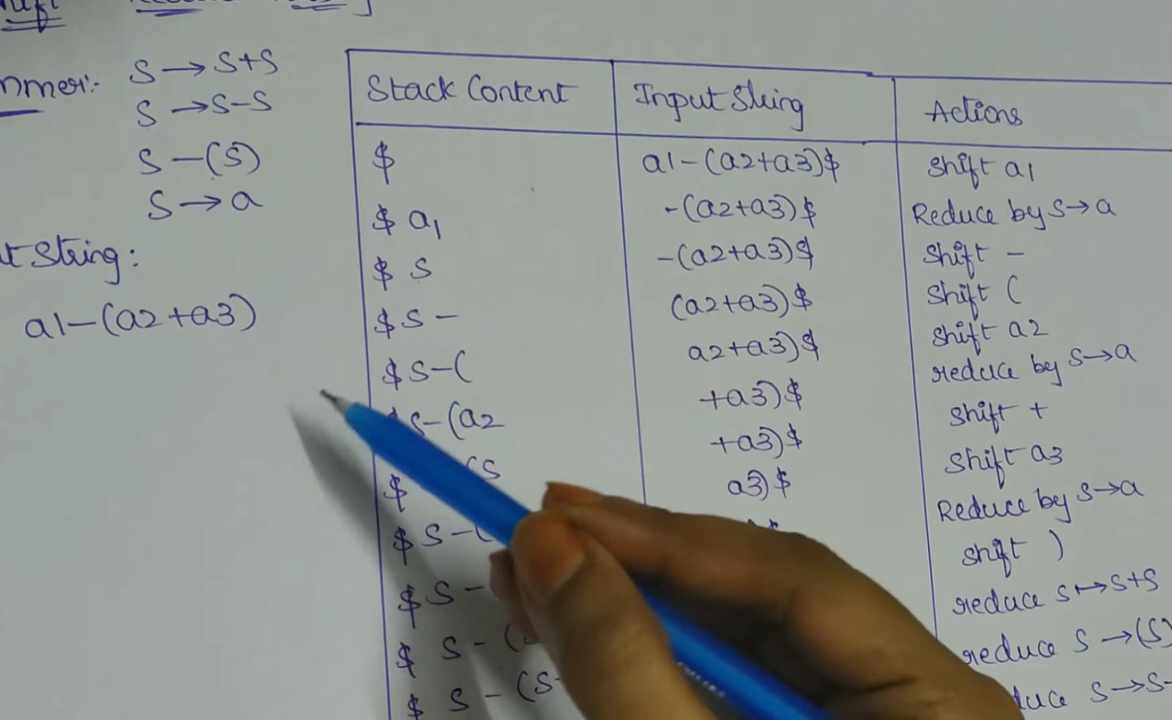 S → S+S
S → S-S
S -(S)
S → a
String:
a1-(a2+a3)
Stack Content Input String Actions
$ a1-(a2+a3)$ Shift a1
$ a1 -(a2+a3)$ Reduce by S→a
$ S -(a2+a3)$ Shift -
$ S - (a2+a3)$ Shift (
$ S-( a2+a3)$ Shift a2
S-(a2 +a3)$ reduce by S→a
$ (S +a3)$ Shift +
$ S-( a3)$ Shift a3
$ S - Reduce by S→a
$ S-( Shift )
$ S-(S reduce S→S+S
reduce S→(S)
S→S-